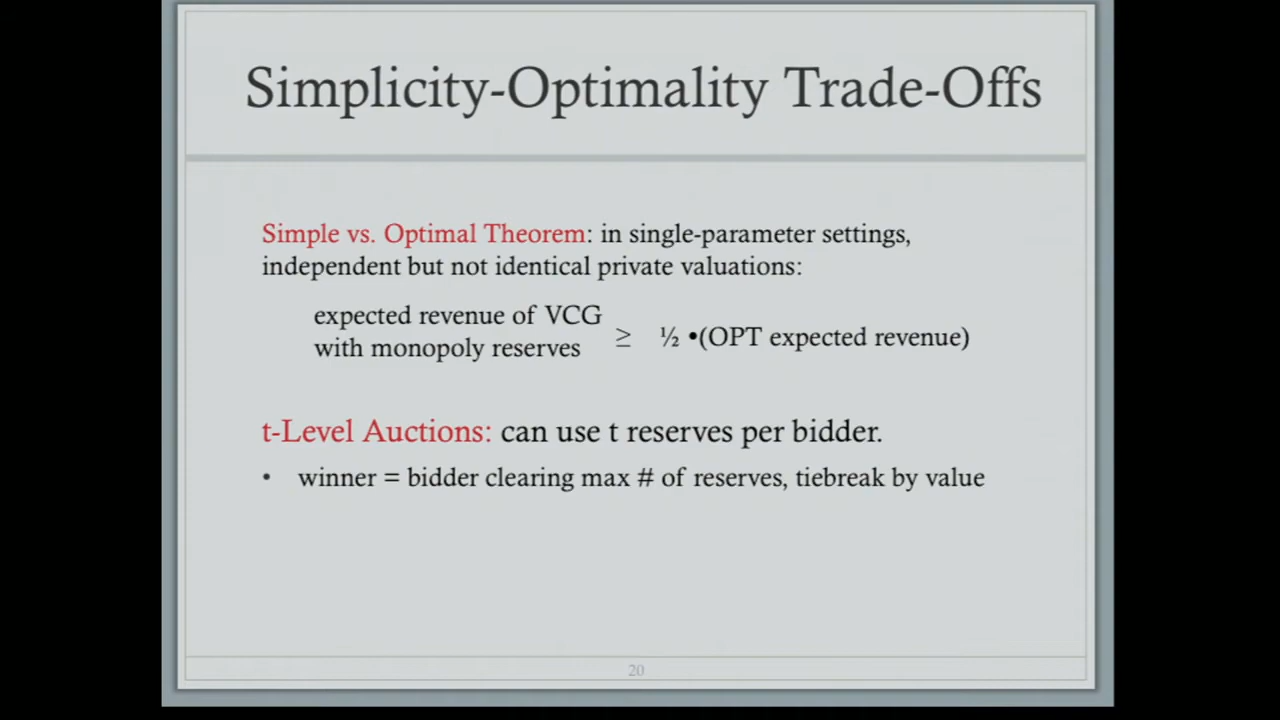 Simplicity-Optimality Trade-Offs
Simple vs. Optimal Theorem: in single-parameter settings,
independent but not identical private valuations:
expected revenue of VCG
with monopoly reserves
≥ ½ •(OPT expected revenue)
t-Level Auctions: can use t reserves per bidder.
• winner = bidder clearing max # of reserves, tiebreak by value
20